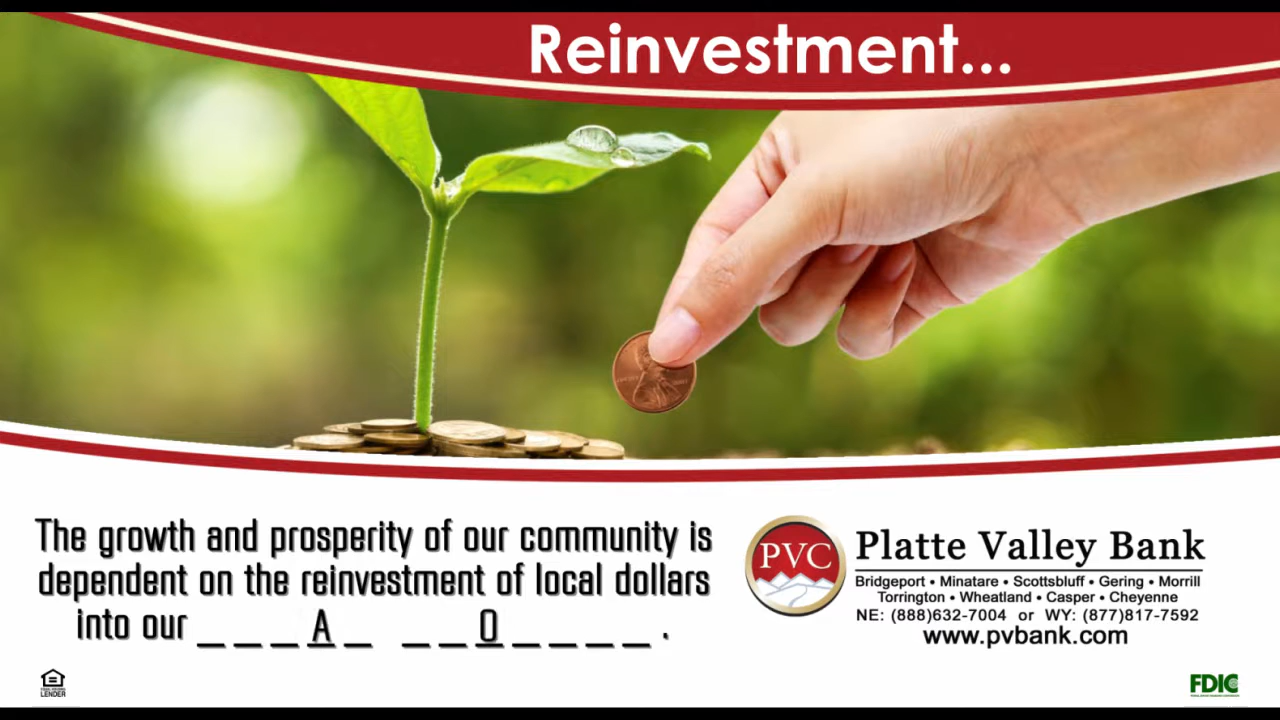 Reinvestment...
The growth and prosperity of our community is
dependent on the reinvestment of local dollars
into our _ _ _ A _ _ _ O _ _ _ _ .
PVC
Platte Valley Bank
Bridgeport • Minatare • Scottsbluff • Gering • Morrill
Torrington • Wheatland • Casper • Cheyenne
NE: (888)632-7004 or WY: (877)817-7592
www.pvbank.com
LENDER
FDIC